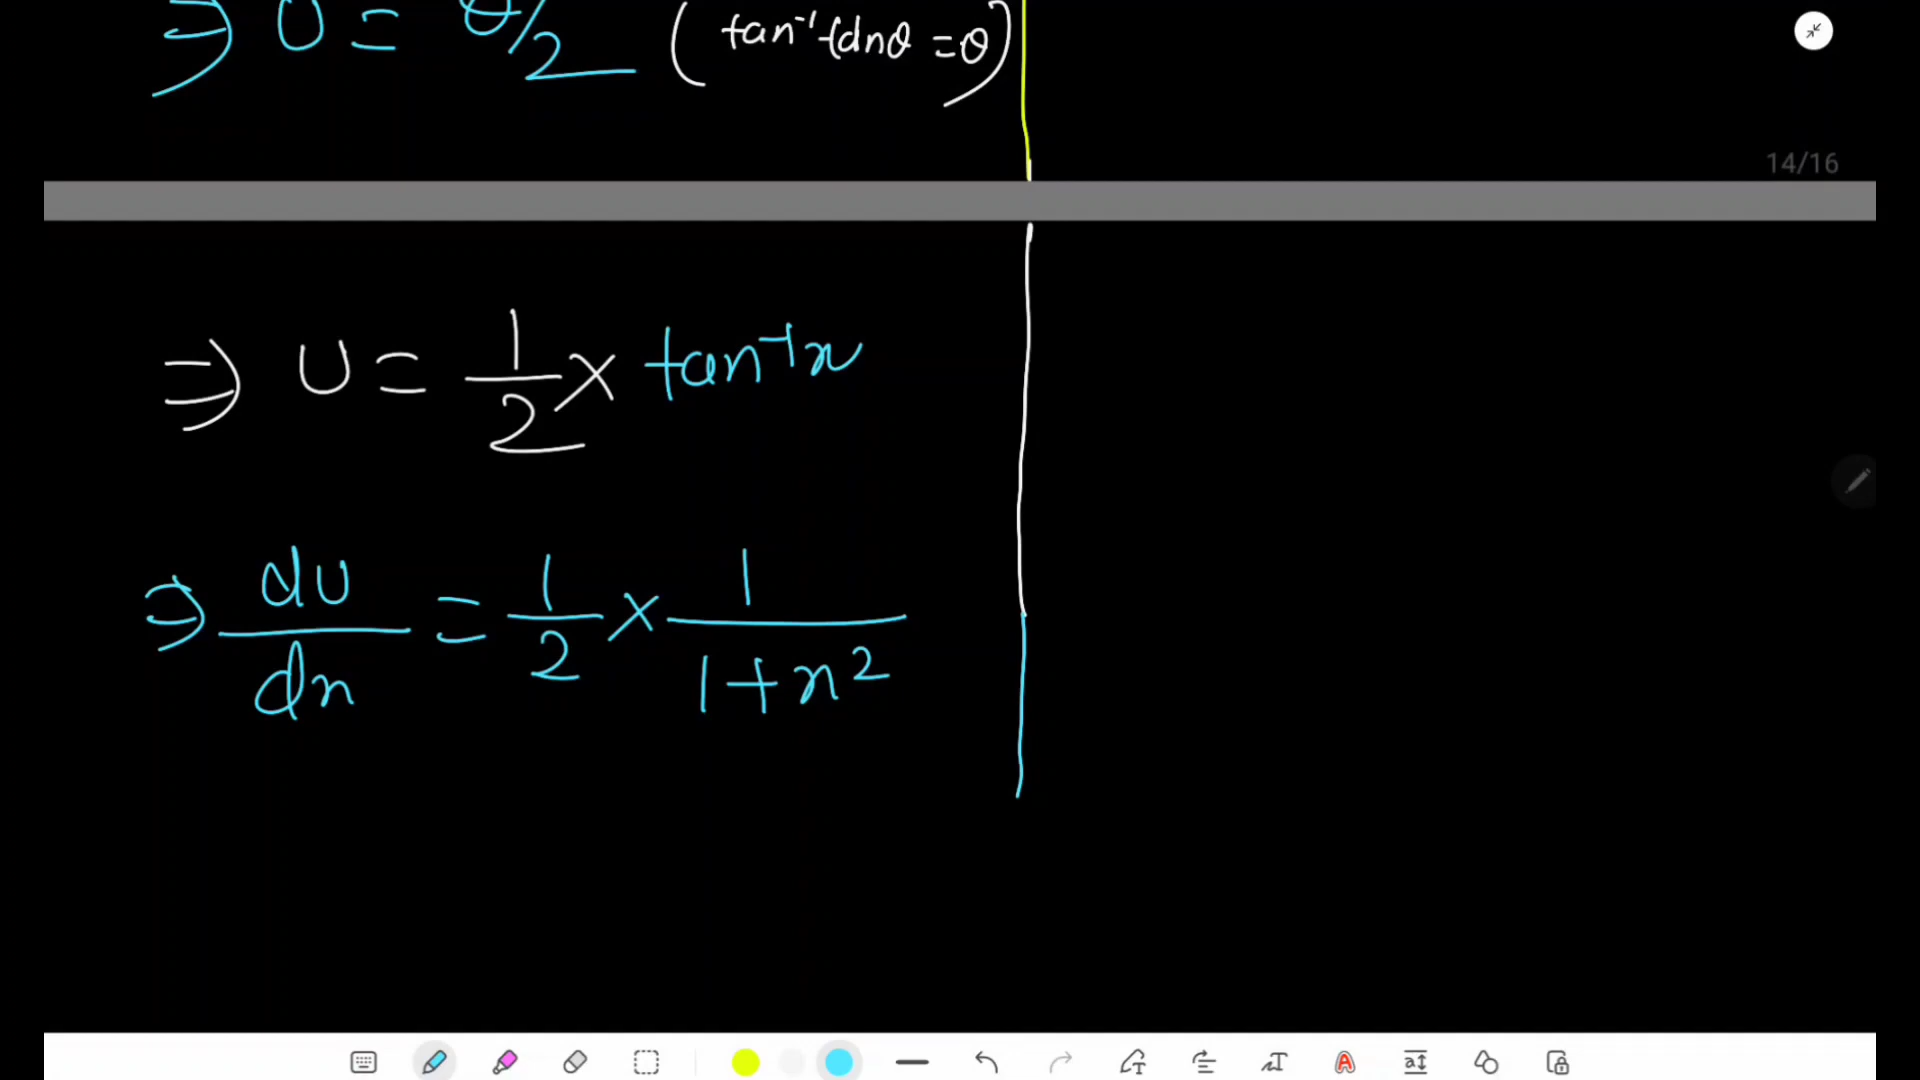 ⇒ U = θ/2 (tan⁻¹ tanθ = θ)
14/16
⇒ U = 1/2 × tan⁻¹x
⇒ dU/dx = 1/2 × 1/(1+x²)